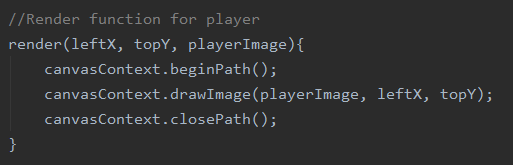 //Render function for player
render(leftX, topY, playerImage){
    canvasContext.beginPath();
    canvasContext.drawImage(playerImage, leftX, topY);
    canvasContext.closePath();
}